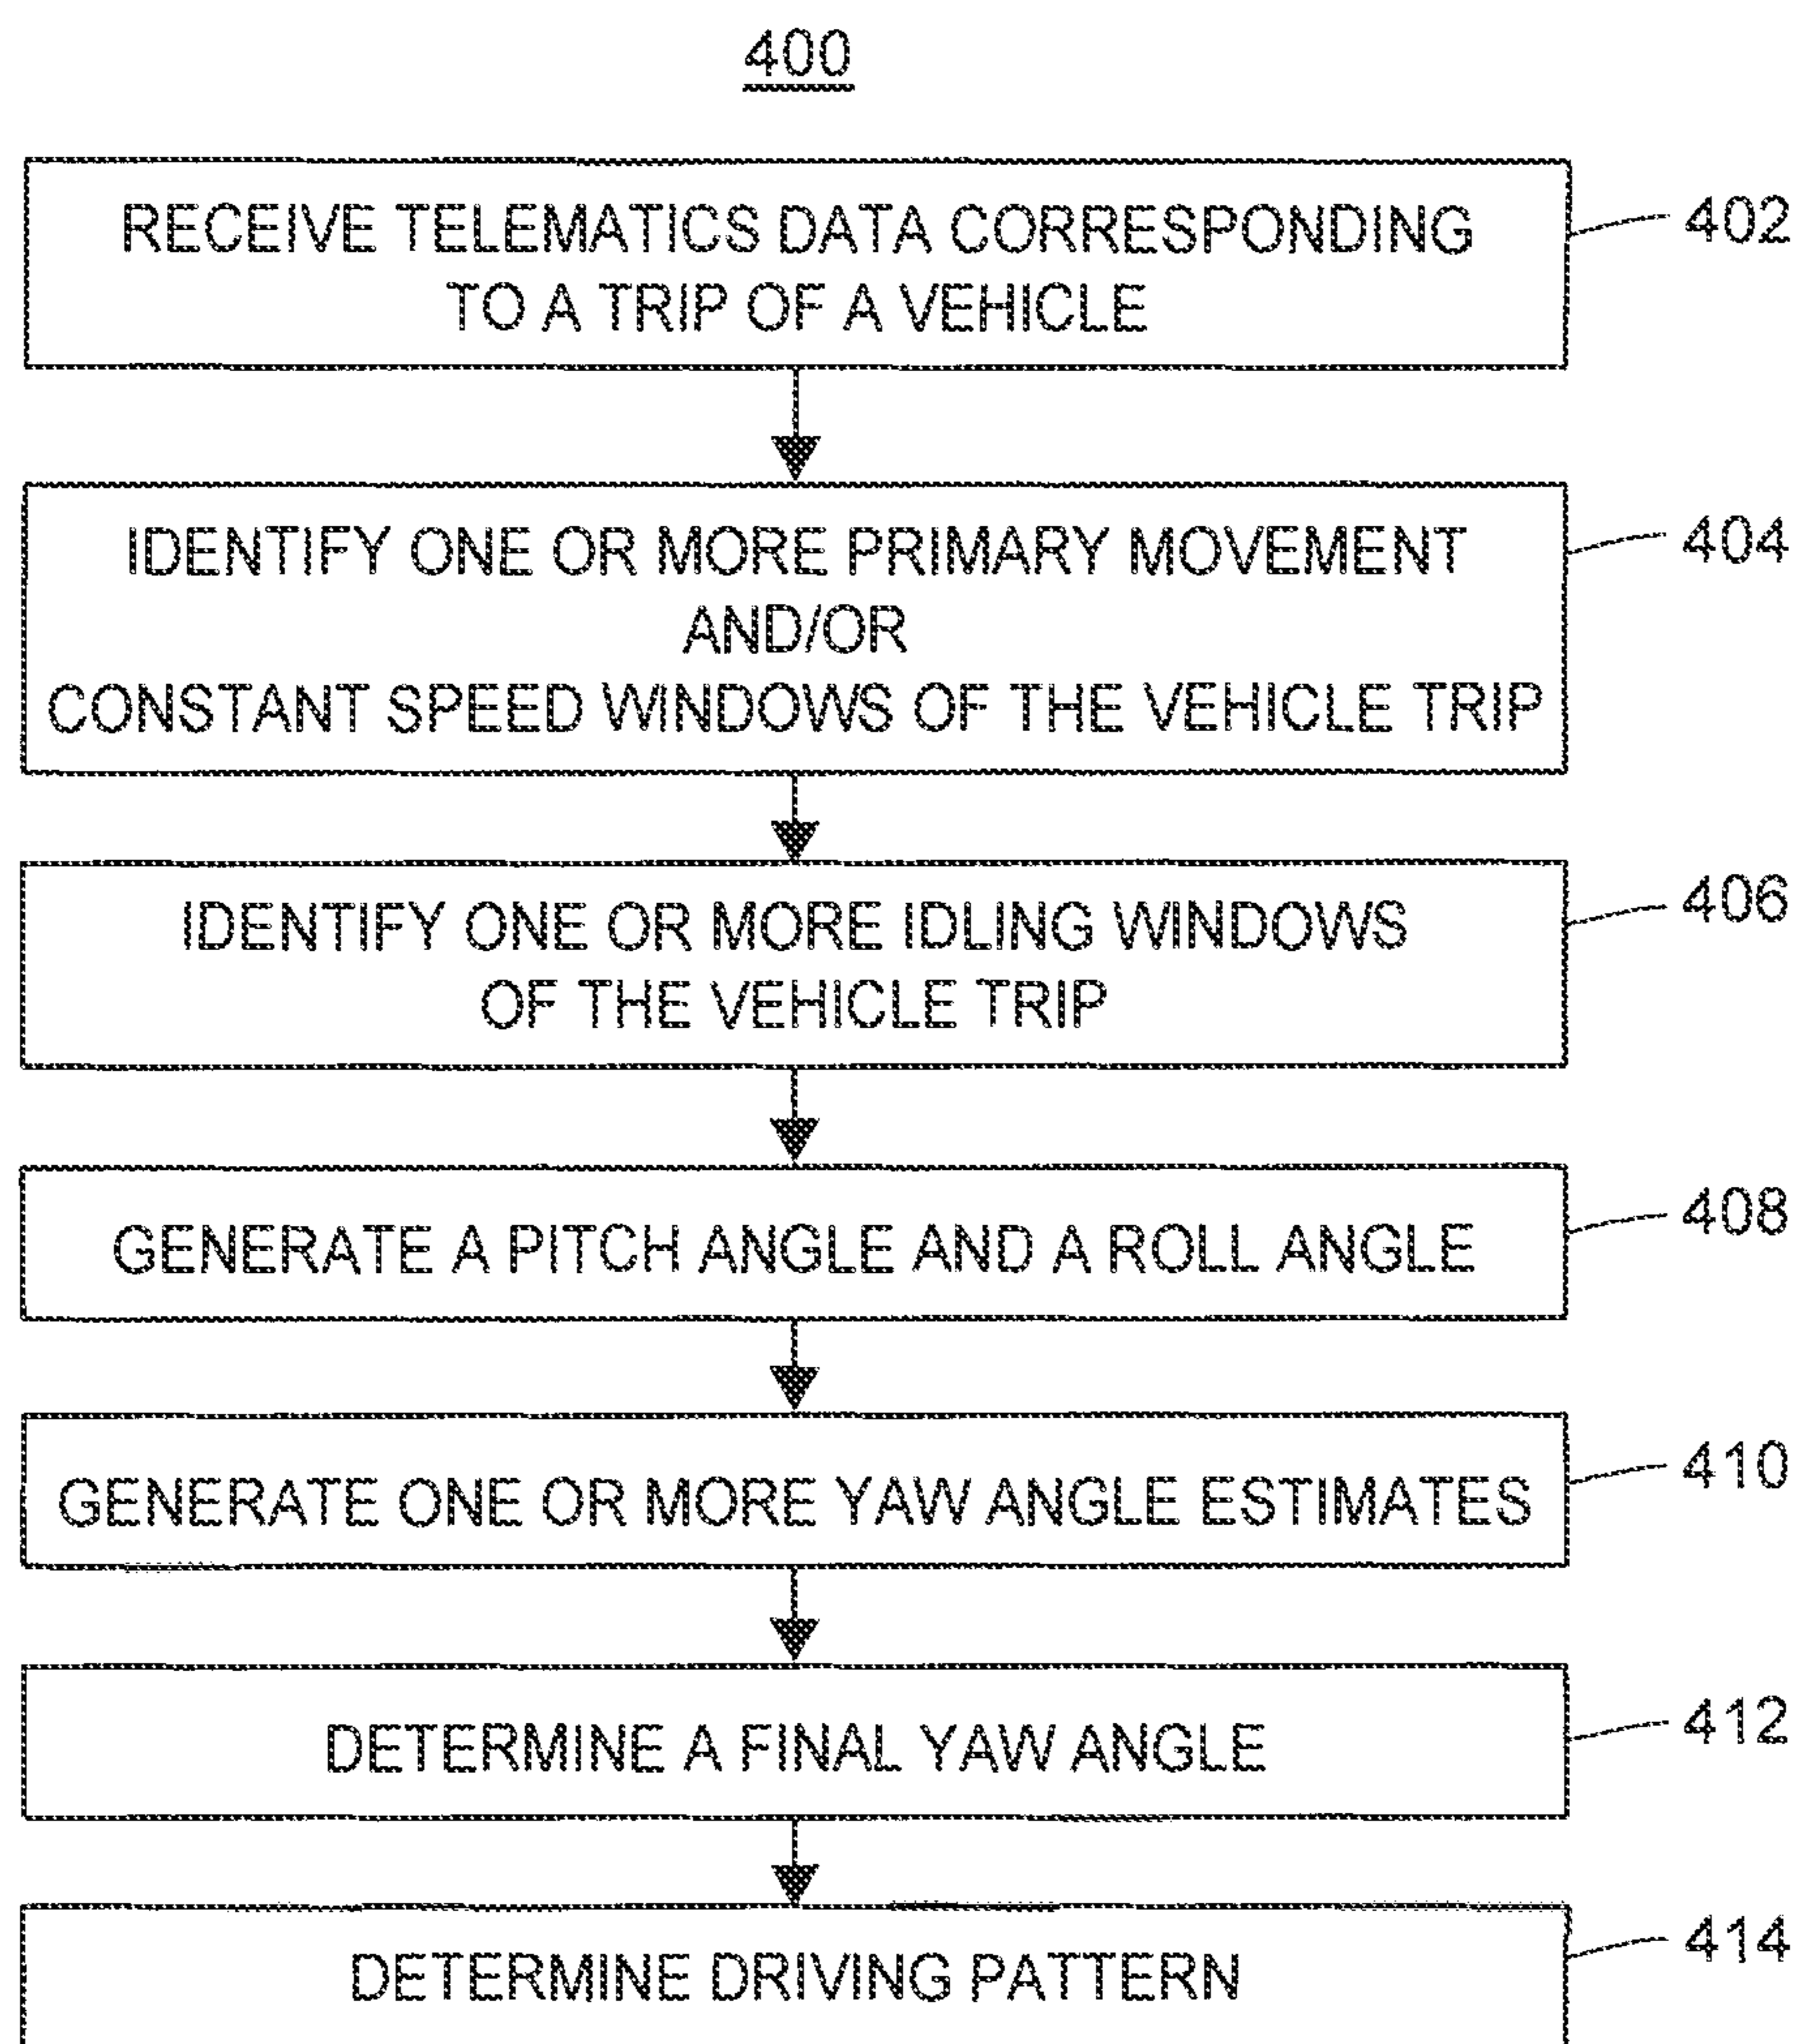 400
RECEIVE TELEMATICS DATA CORRESPONDING
TO A TRIP OF A VEHICLE
402
IDENTIFY ONE OR MORE PRIMARY MOVEMENT
AND/OR
CONSTANT SPEED WINDOWS OF THE VEHICLE TRIP
404
IDENTIFY ONE OR MORE IDLING WINDOWS
OF THE VEHICLE TRIP
406
GENERATE A PITCH ANGLE AND A ROLL ANGLE
408
GENERATE ONE OR MORE YAW ANGLE ESTIMATES
410
DETERMINE A FINAL YAW ANGLE
412
DETERMINE DRIVING PATTERN
414